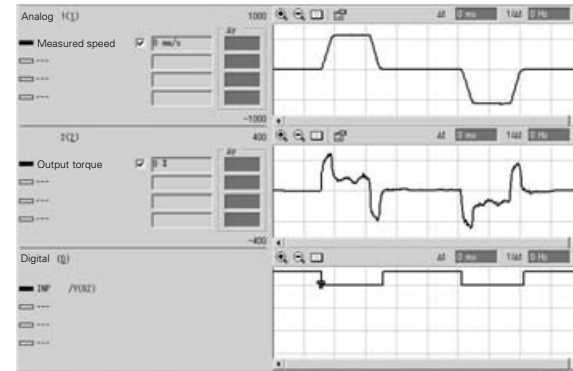 Analog 1(1) 1000
ΔY
Measured speed 0 mm/s
---
---
---
-1000
Δt 0 ms 1/Δt 0 Hz
2(2) 400
ΔY
Output torque 0 %
---
---
---
-400
Δt 0 ms 1/Δt 0 Hz
Digital (D)
INP /Y(02)
---
---
---
Δt 0 ms 1/Δt 0 Hz